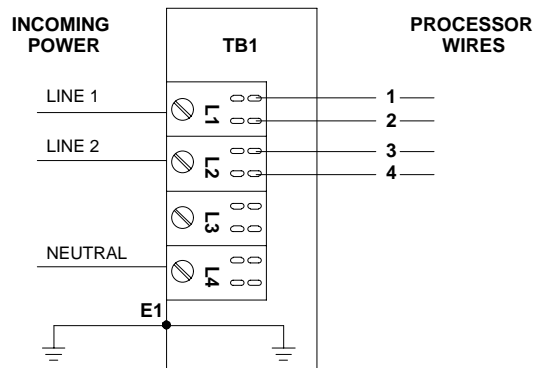 INCOMING
POWER
TB1
PROCESSOR
WIRES
LINE 1
L1
1
2
LINE 2
L2
3
4
L3
NEUTRAL
L4
E1